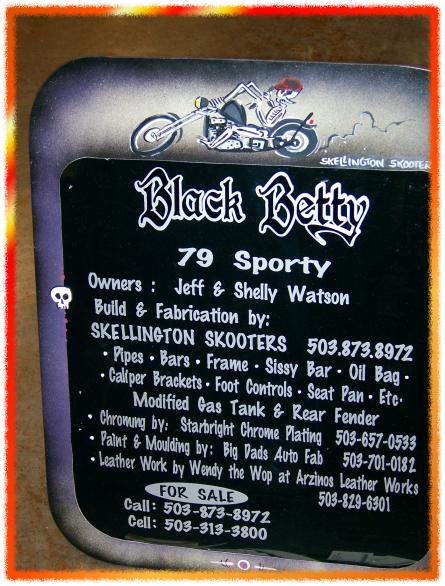 SKELLINGTON SKOOTER
Black Betty
79 Sporty
Owners : Jeff & Shelly Watson
Build & Fabrication by:
SKELLINGTON SKOOTERS 503.873.8972
• Pipes • Bars • Frame • Sissy Bar • Oil Bag •
Caliper Brackets • Foot Controls • Seat Pan • Etc•
Modified Gas Tank & Rear Fender
• Chroming by: Starbright Chrome Plating 503-657-0533
• Paint & Moulding by: Big Dads Auto Fab 503-701-0182
• Leather Work by Wendy the Wop at Arzinos Leather Works
503-829-6301
FOR SALE
Call: 503-873-8972
Cell: 503-313-3800